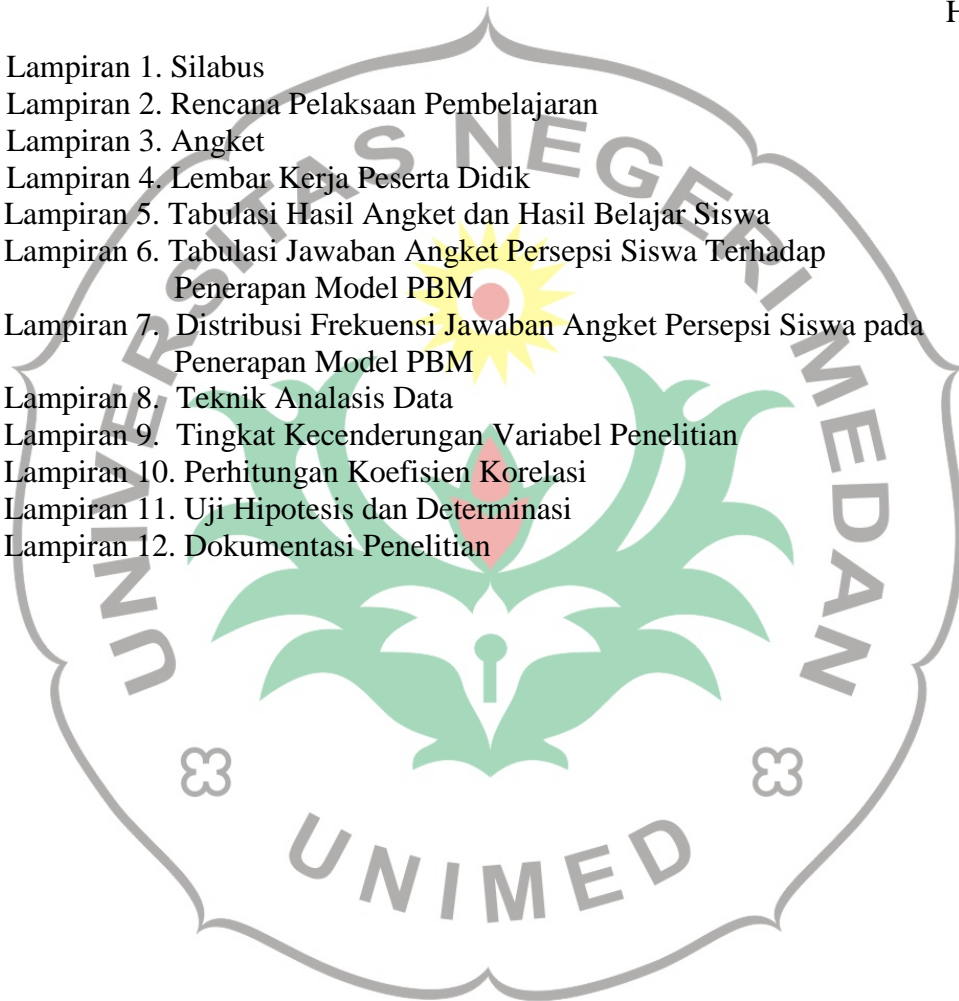 H
Lampiran 1. Silabus
Lampiran 2. Rencana Pelaksaan Pembelajaran
Lampiran 3. Angket
Lampiran 4. Lembar Kerja Peserta Didik
Lampiran 5. Tabulasi Hasil Angket dan Hasil Belajar Siswa
Lampiran 6. Tabulasi Jawaban Angket Persepsi Siswa Terhadap
Penerapan Model PBM
Lampiran 7. Distribusi Frekuensi Jawaban Angket Persepsi Siswa pada
Penerapan Model PBM
Lampiran 8. Teknik Analasis Data
Lampiran 9. Tingkat Kecenderungan Variabel Penelitian
Lampiran 10. Perhitungan Koefisien Korelasi
Lampiran 11. Uji Hipotesis dan Determinasi
Lampiran 12. Dokumentasi Penelitian
UNIVERSITAS NEGERI MEDAN
UNIMED